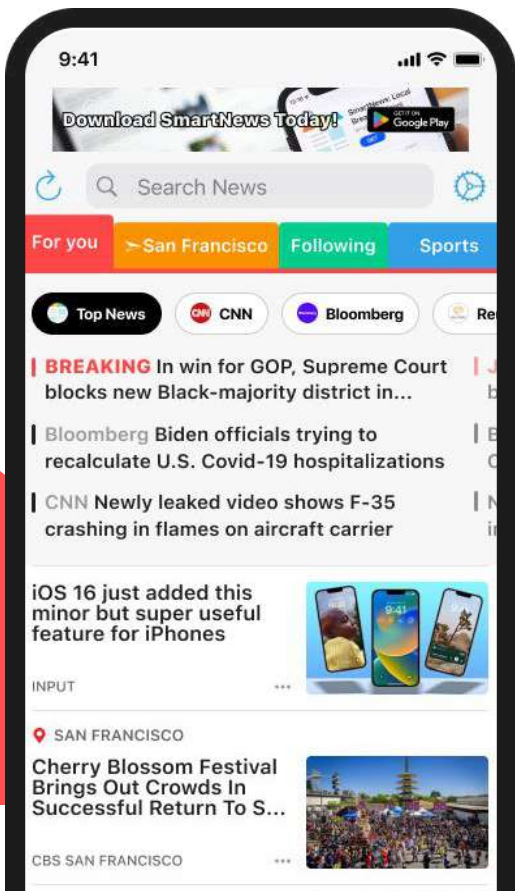 9:41
Download SmartNews Today!
GET IT ON
Google Play
Search News
For you
San Francisco
Following
Sports
Top News
CNN
CNN
Bloomberg
Re
BREAKING In win for GOP, Supreme Court
blocks new Black-majority district in...
Bloomberg Biden officials trying to
recalculate U.S. Covid-19 hospitalizations
CNN Newly leaked video shows F-35
crashing in flames on aircraft carrier
iOS 16 just added this
minor but super useful
feature for iPhones
9:41
INPUT
SAN FRANCISCO
Cherry Blossom Festival
Brings Out Crowds In
Successful Return To S...
CBS SAN FRANCISCO